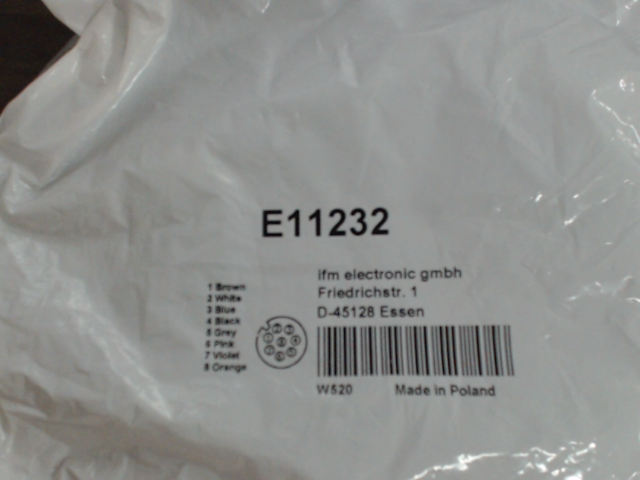 E11232
ifm electronic gmbh
Friedrichstr. 1
D-45128 Essen
1 Brown
2 White
3 Blue
4 Black
5 Grey
6 Pink
7 Violet
8 Orange
W520 Made in Poland